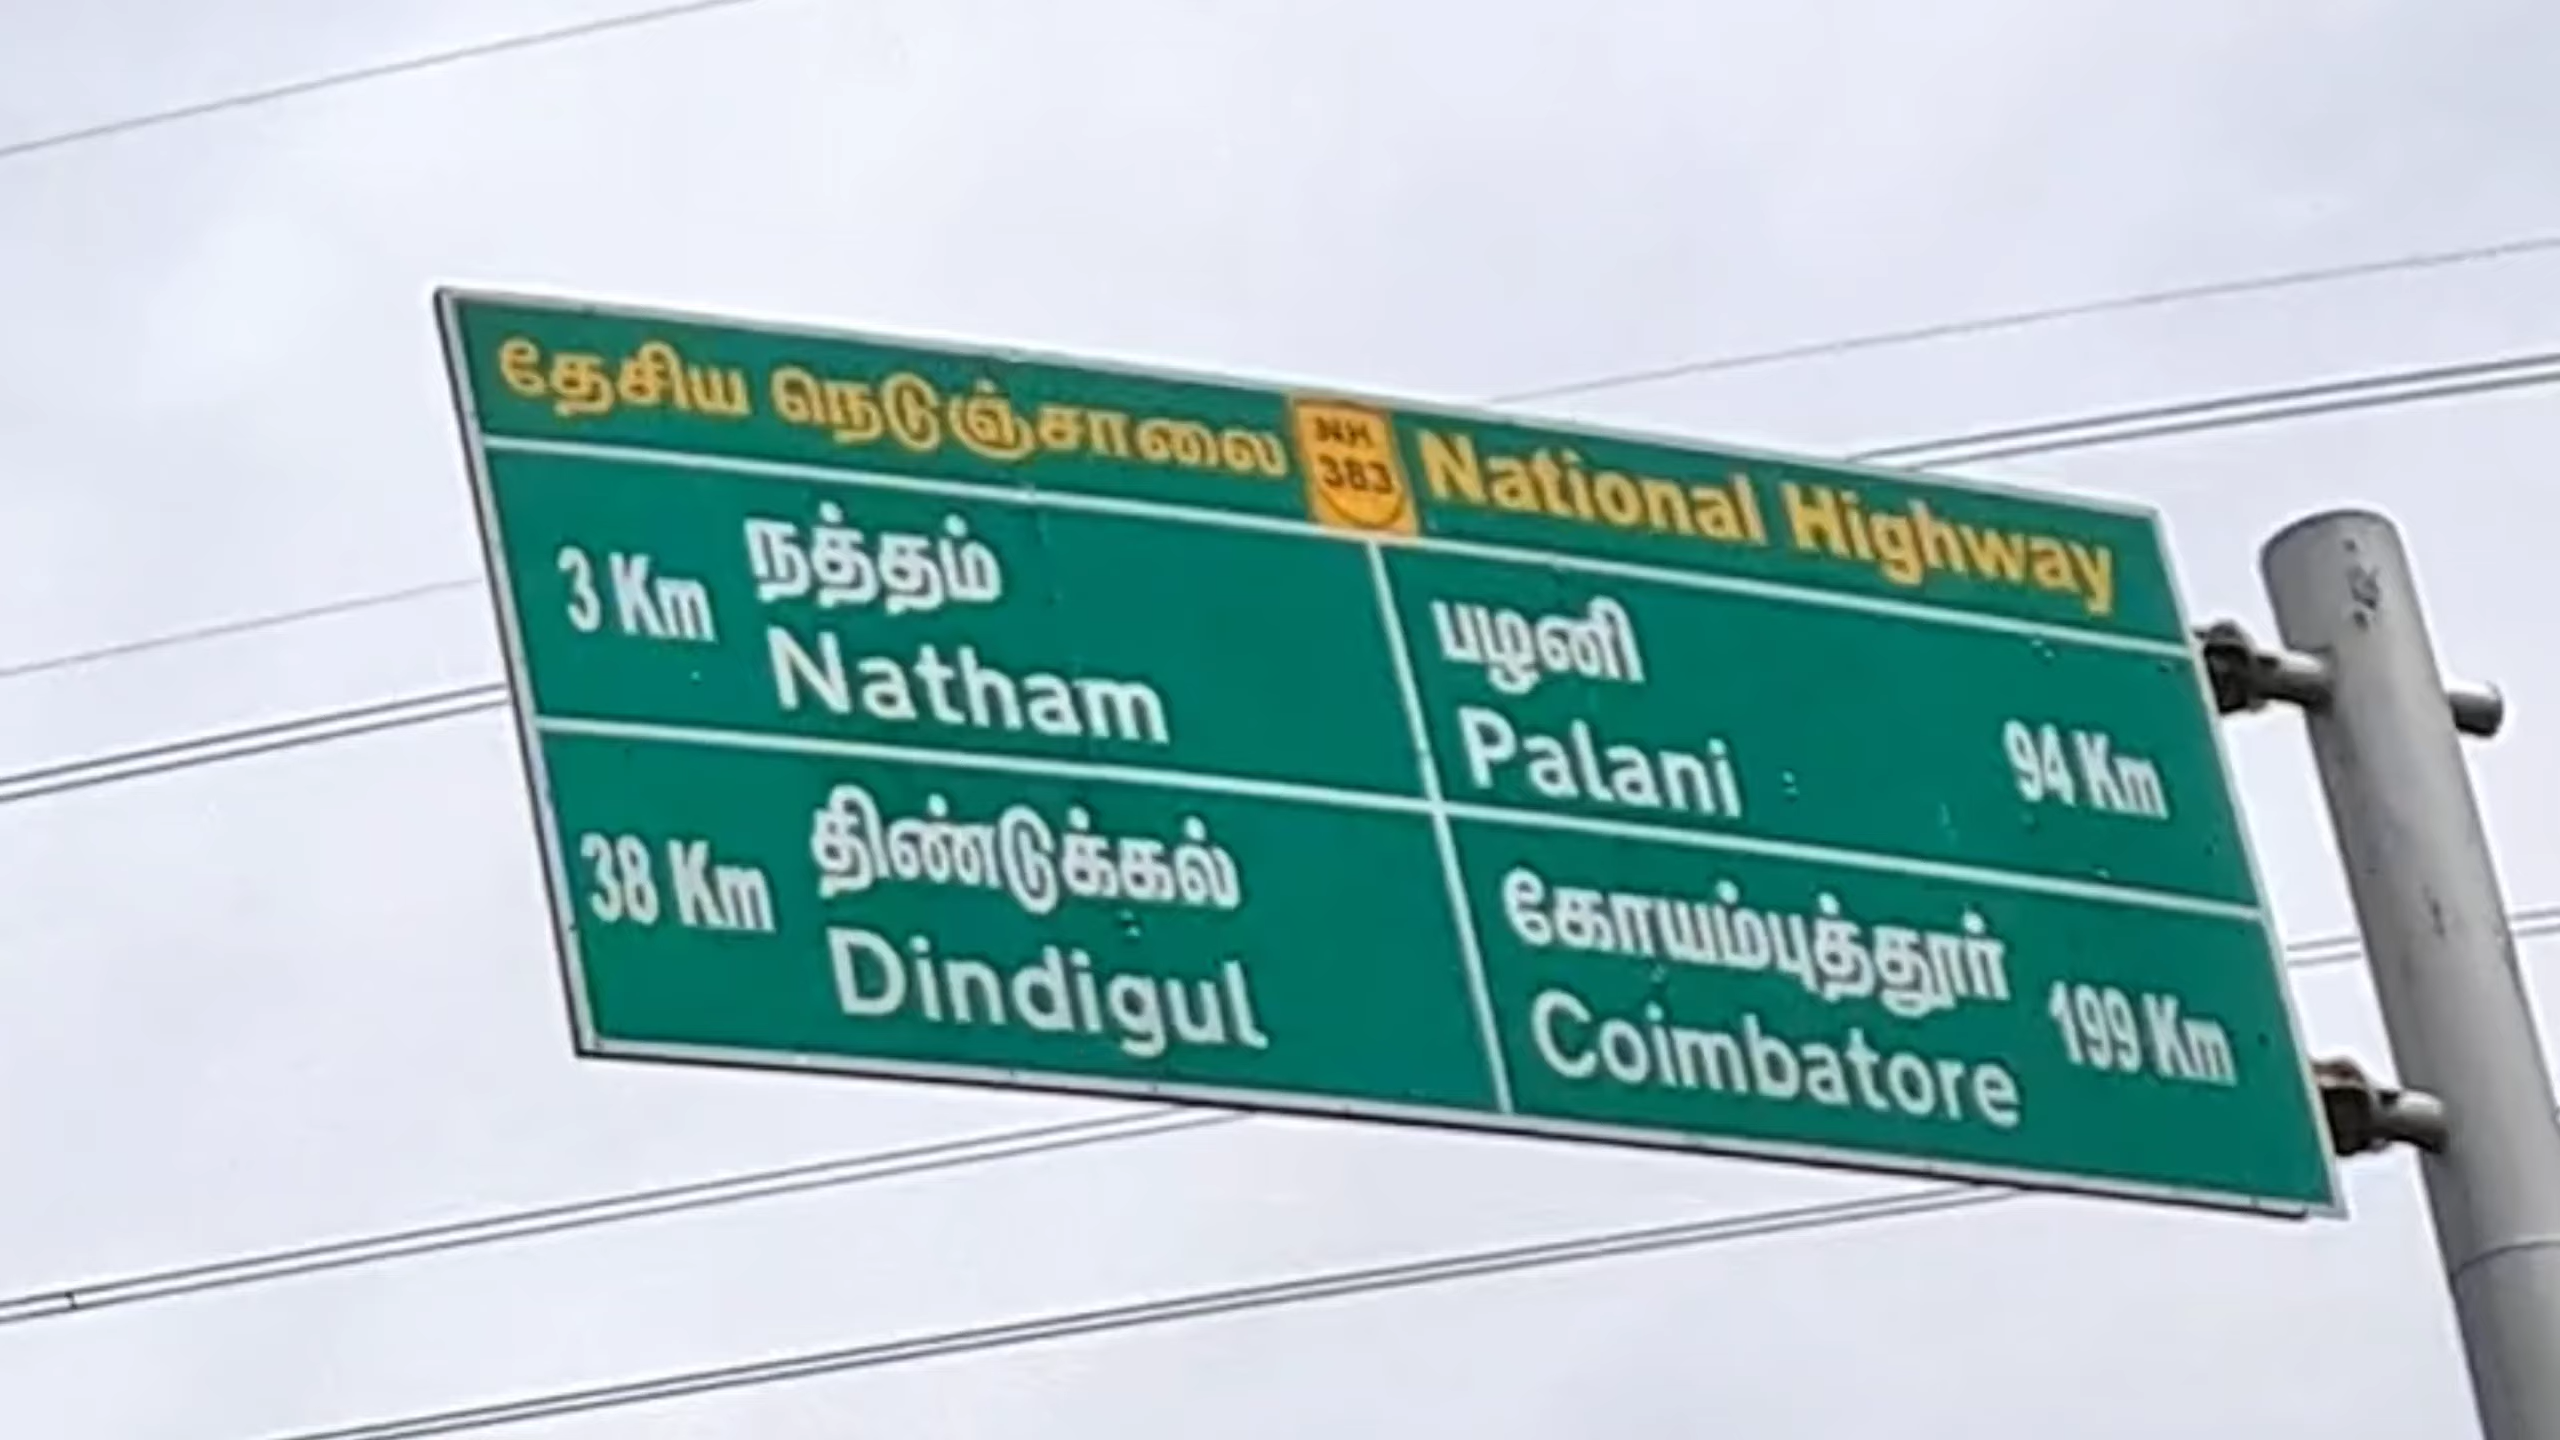 தேசிய நெடுஞ்சாலை NH 383 National Highway
3 Km நத்தம்
Natham
பழனி
Palani 94 Km
38 Km திண்டுக்கல்
Dindigul
கோயம்புத்தூர்
Coimbatore 199 Km